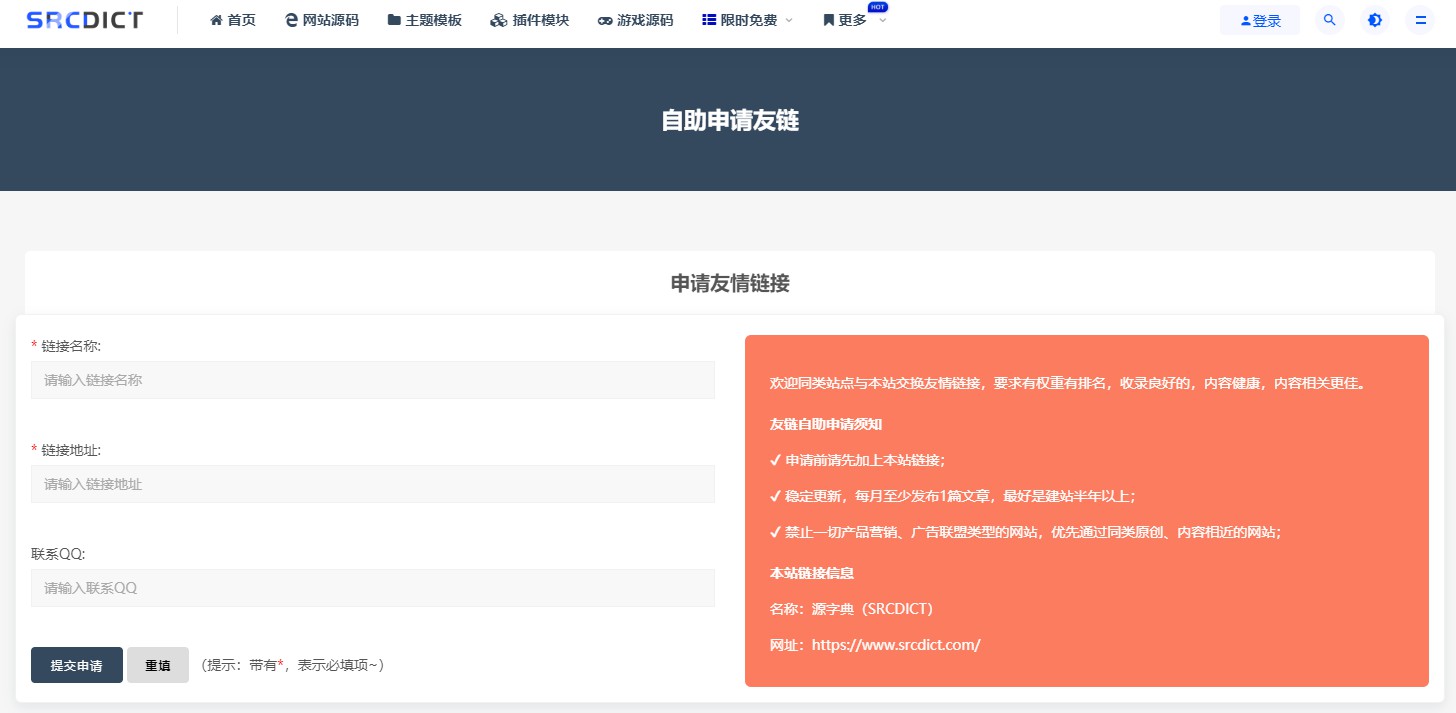 SRCDICT 首页 网站源码 主题模板 插件模块 游戏源码 限时免费 更多 HOT 登录
自助申请友链
申请友情链接
* 链接名称:
请输入链接名称
* 链接地址:
请输入链接地址
联系QQ:
请输入联系QQ
提交申请 重填 （提示：带有*，表示必填项~）
欢迎同类站点与本站交换友情链接，要求有权重有排名，收录良好的，内容健康，内容相关更佳。
友链自助申请须知
✓ 申请前请先加上本站链接；
✓ 稳定更新，每月至少发布1篇文章，最好是建站半年以上；
✓ 禁止一切产品营销、广告联盟类型的网站，优先通过同类原创、内容相近的网站；
本站链接信息
名称：源字典（SRCDICT）
网址：https://www.srcdict.com/